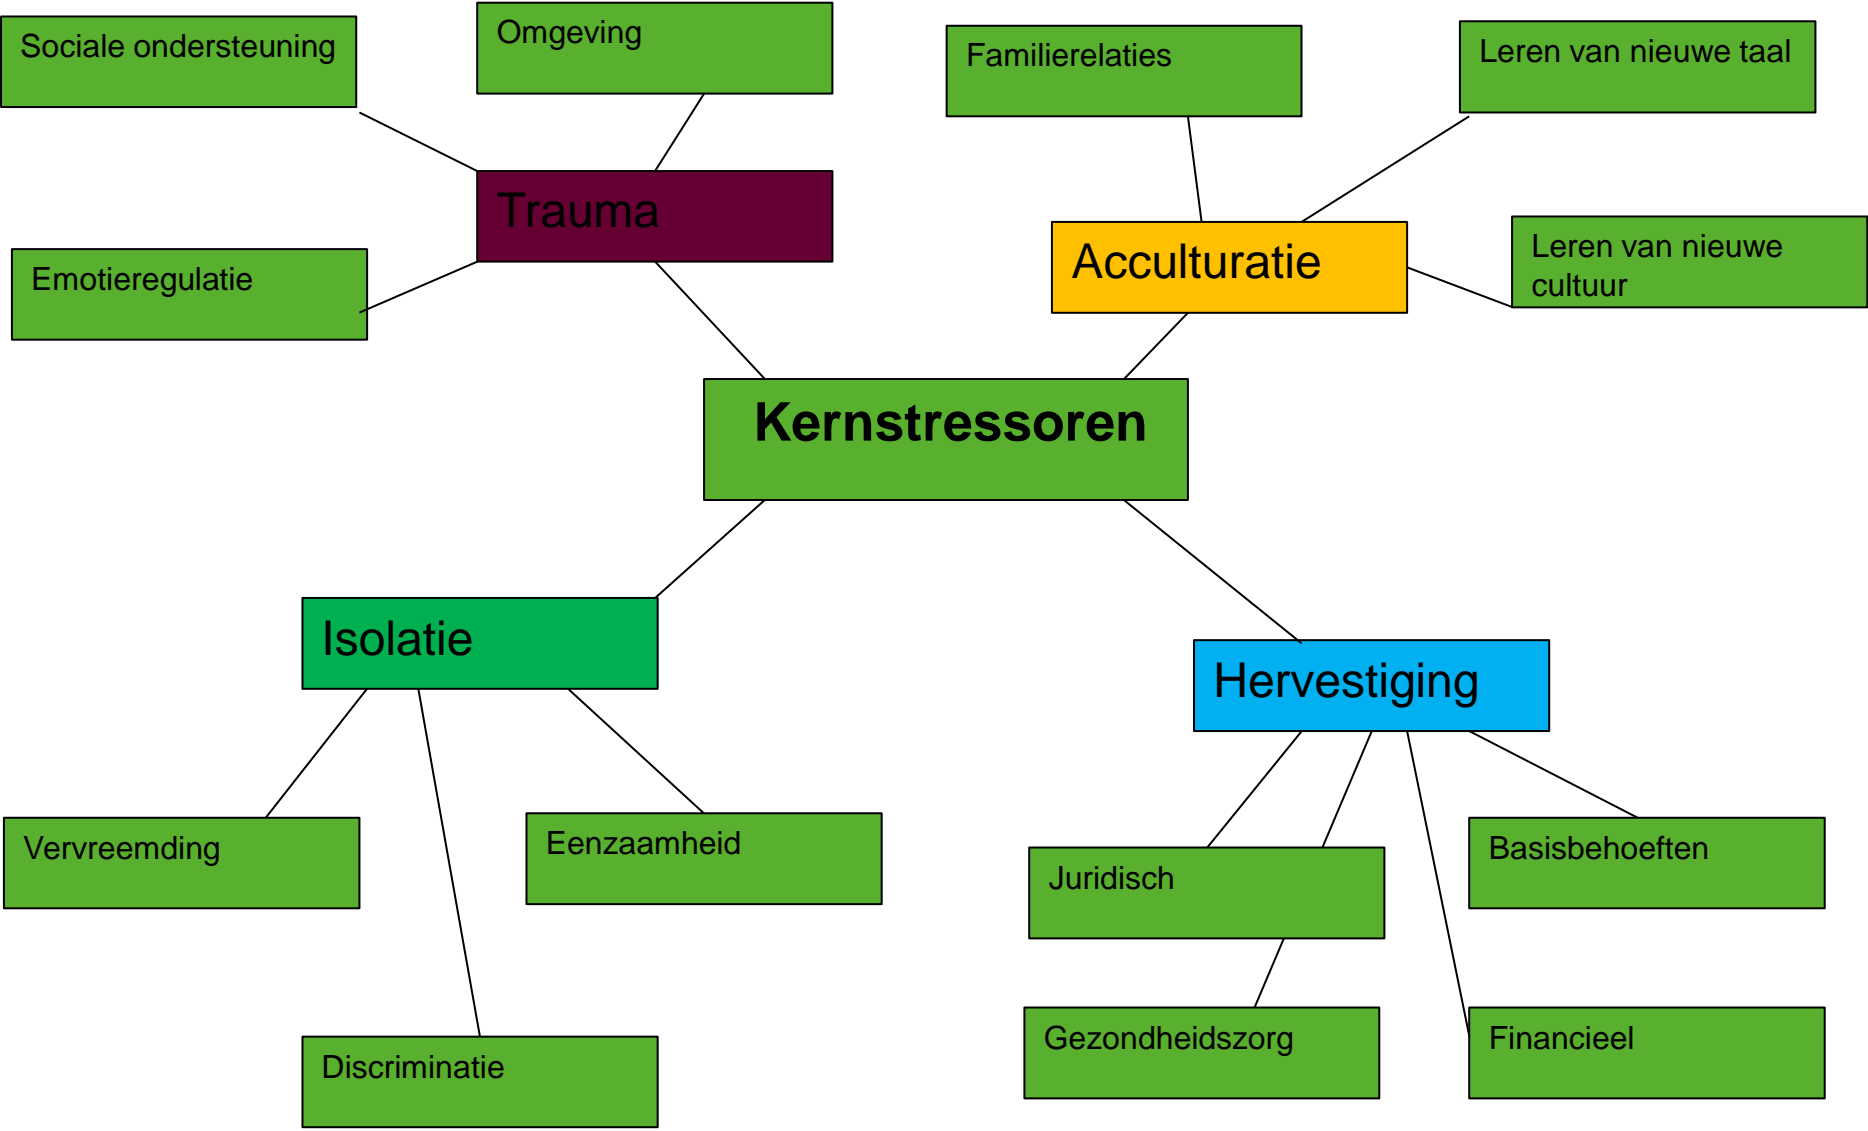 Sociale ondersteuning
Omgeving
Familierelaties
Leren van nieuwe taal
Trauma
Acculturatie
Leren van nieuwe
cultuur
Emotieregulatie
Kernstressoren
Isolatie
Hervestiging
Vervreemding
Eenzaamheid
Juridisch
Basisbehoeften
Discriminatie
Gezondheidszorg
Financieel